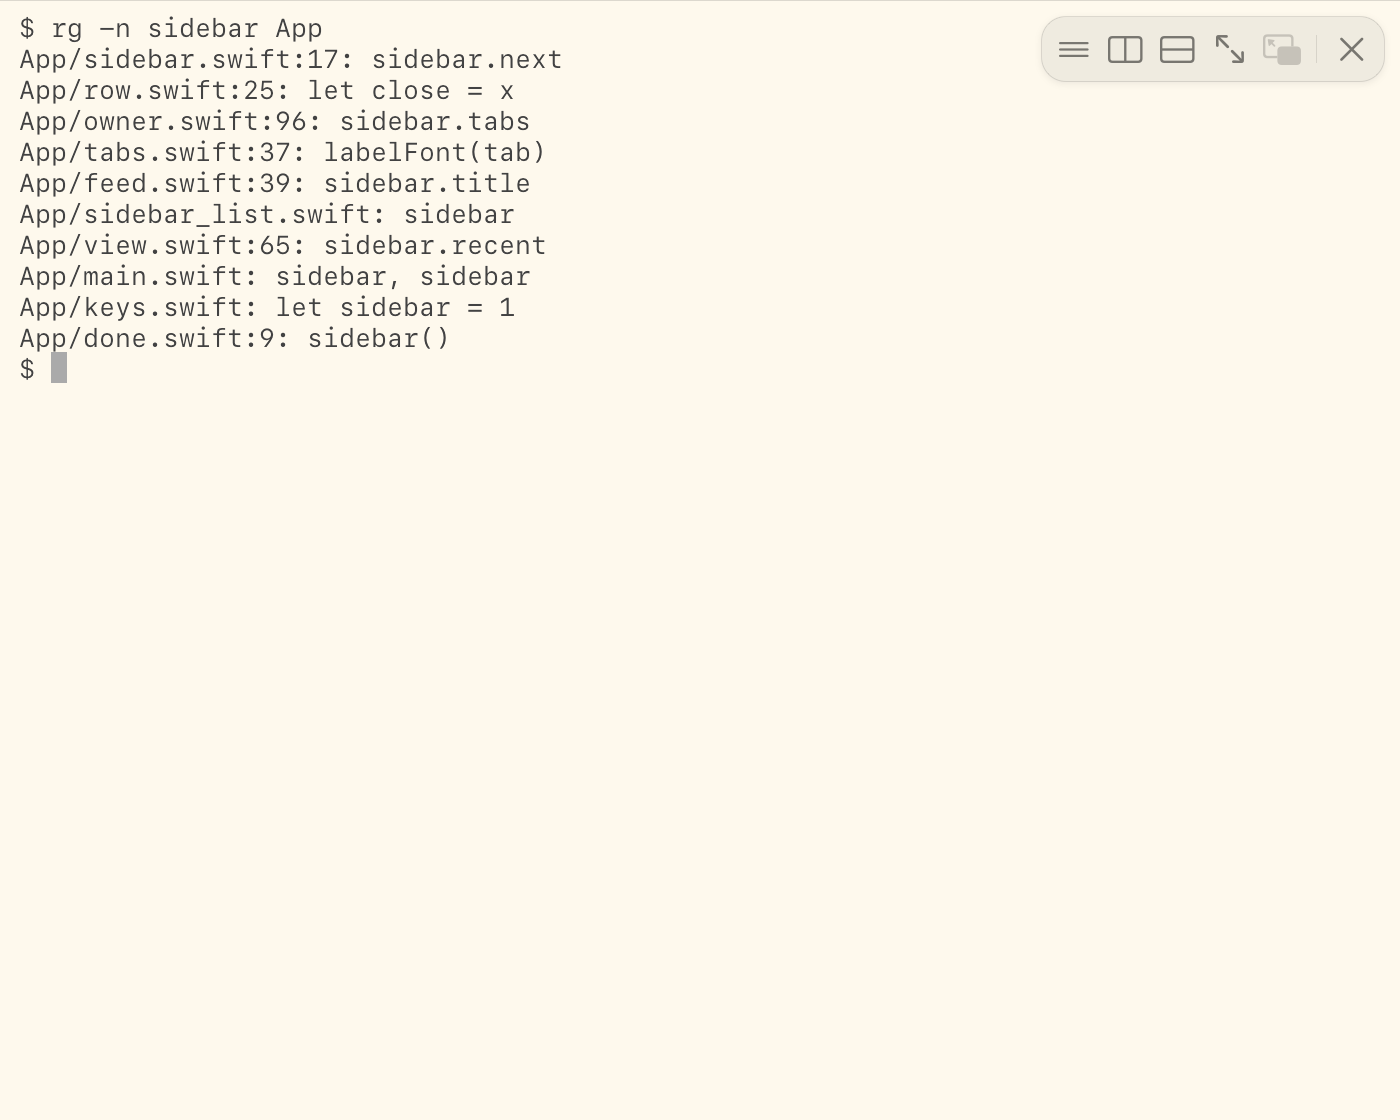 $ rg -n sidebar App
App/sidebar.swift:17: sidebar.next
App/row.swift:25: let close = x
App/owner.swift:96: sidebar.tabs
App/tabs.swift:37: labelFont(tab)
App/feed.swift:39: sidebar.title
App/sidebar_list.swift: sidebar
App/view.swift:65: sidebar.recent
App/main.swift: sidebar, sidebar
App/keys.swift: let sidebar = 1
App/done.swift:9: sidebar()
$